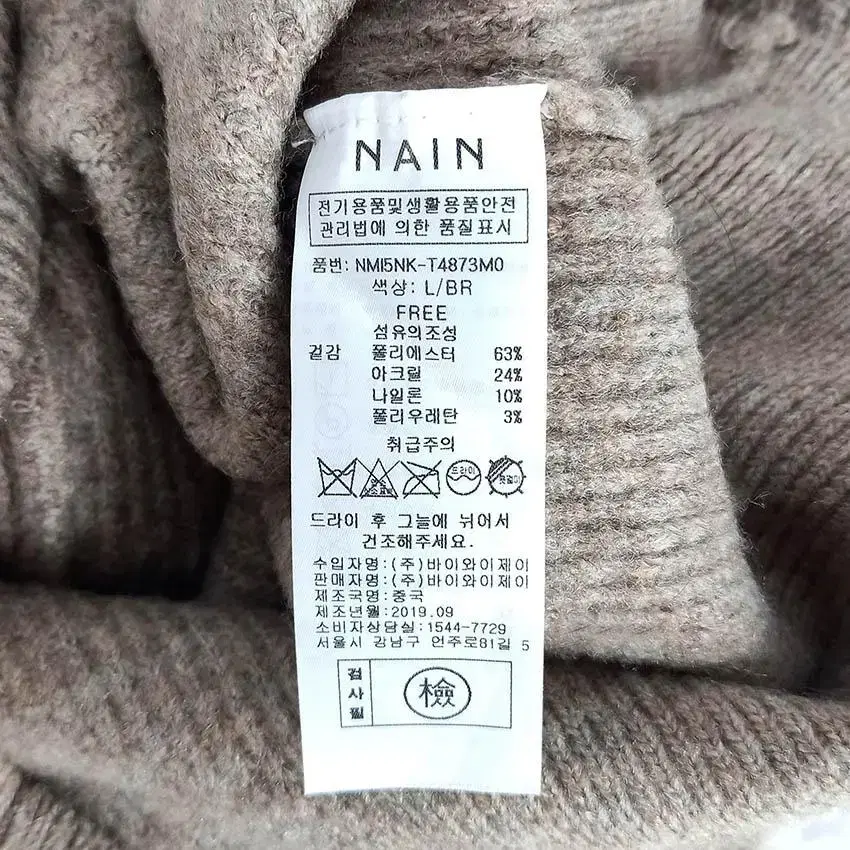 NAIN
전기용품및생활용품안전
관리법에 의한 품질표시
품번: NMI5NK-T4873M0
색상: L/BR
FREE
섬유의조성
겉감 폴리에스터 63%
아크릴 24%
나일론 10%
폴리우레탄 3%
취급주의
드라이
옷걸이
드라이 후 그늘에 뉘어서
건조해주세요.
수입자명:(주)바이와이제이
판매자명:(주)바이와이제이
제조국명:중국
제조년월:2019.09
소비자상담실:1544-7729
서울시 강남구 언주로81길 5
검사필
檢